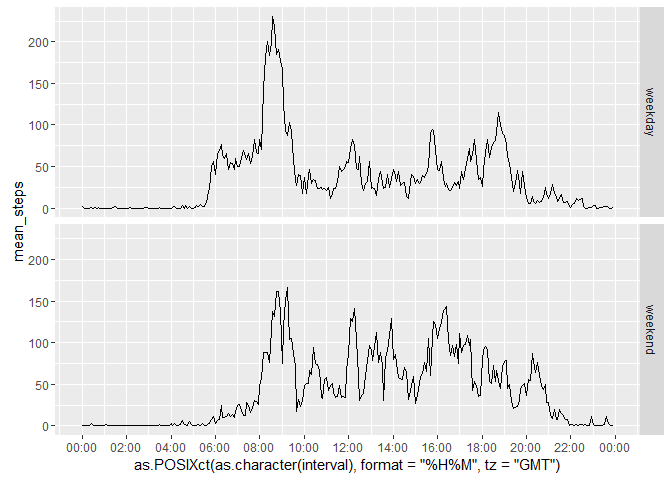 200
150
100
50
0
weekday
mean_steps
200
150
100
50
0
weekend
00:00 02:00 04:00 06:00 08:00 10:00 12:00 14:00 16:00 18:00 20:00 22:00 00:00
as.POSIXct(as.character(interval), format = "%H%M", tz = "GMT")